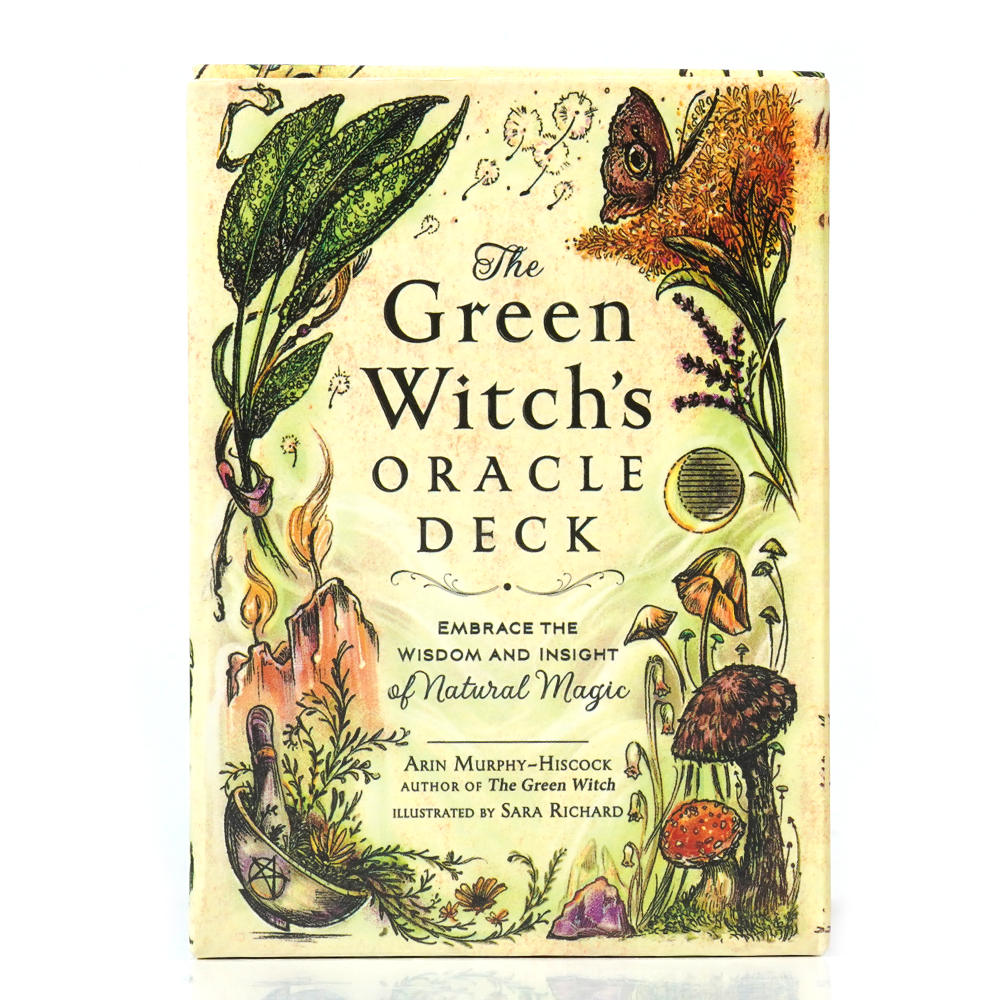 The
Green
Witch's
ORACLE
DECK
EMBRACE THE
WISDOM AND INSIGHT
of Natural Magic
ARIN MURPHY-HISCOCK
AUTHOR OF The Green Witch
ILLUSTRATED BY SARA RICHARD